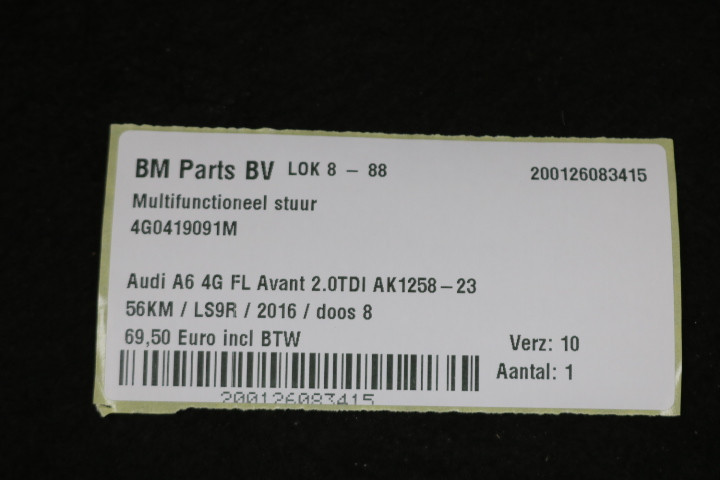 BM Parts BV LOK 8 - 88 200126083415
Multifunctioneel stuur
4G0419091M
Audi A6 4G FL Avant 2.0TDI AK1258-23
56KM / LS9R / 2016 / doos 8
69,50 Euro incl BTW Verz: 10
Aantal: 1
200126083415